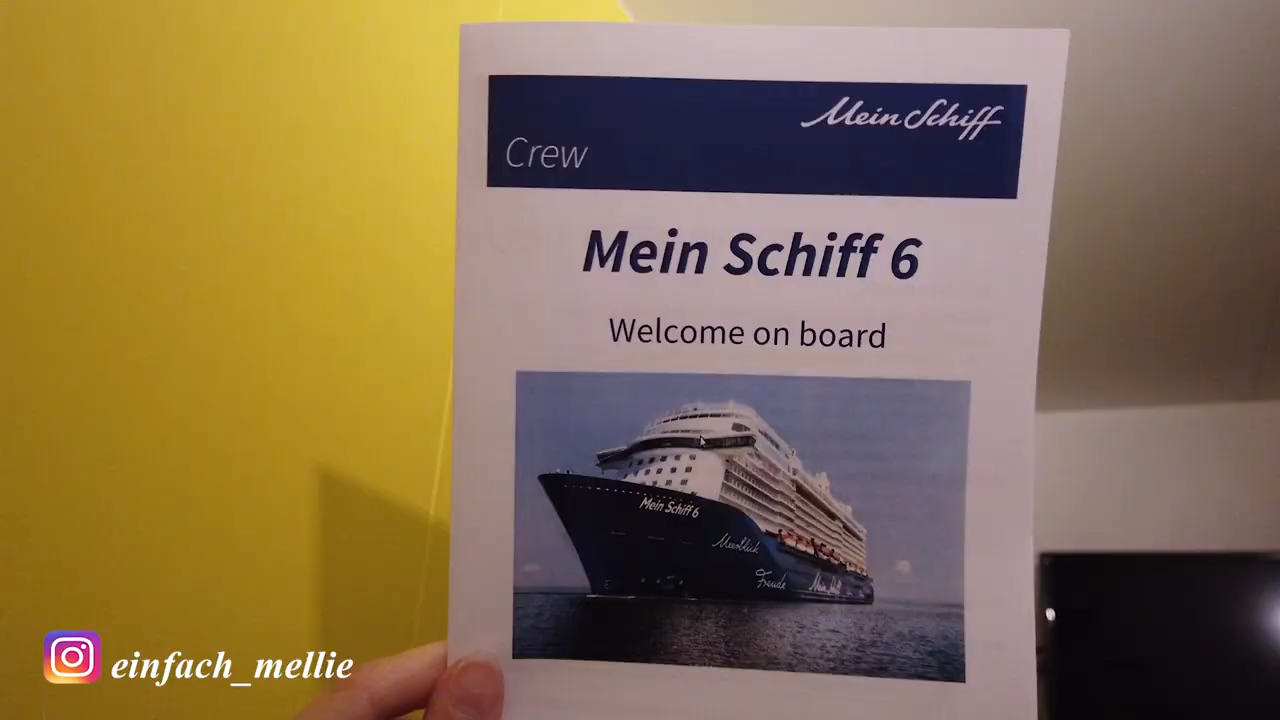 Mein Schiff
Crew
Mein Schiff 6
Welcome on board
Mein Schiff 6
Meerblick
Freude
Mein Schiff
einfach_mellie